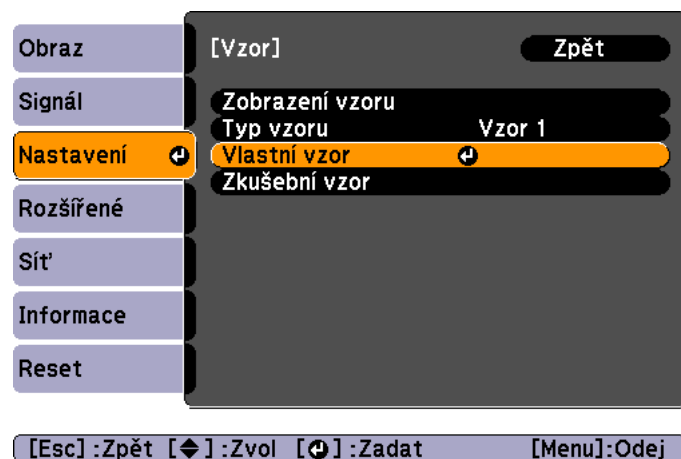 Obraz
Signál
Nastavení
Rozšířené
Síť
Informace
Reset
[Vzor] Zpět
Zobrazení vzoru
Typ vzoru Vzor 1
Vlastní vzor
Zkušební vzor
[Esc]:Zpět [◆]:Zvol [⏎]:Zadat [Menu]:Odej